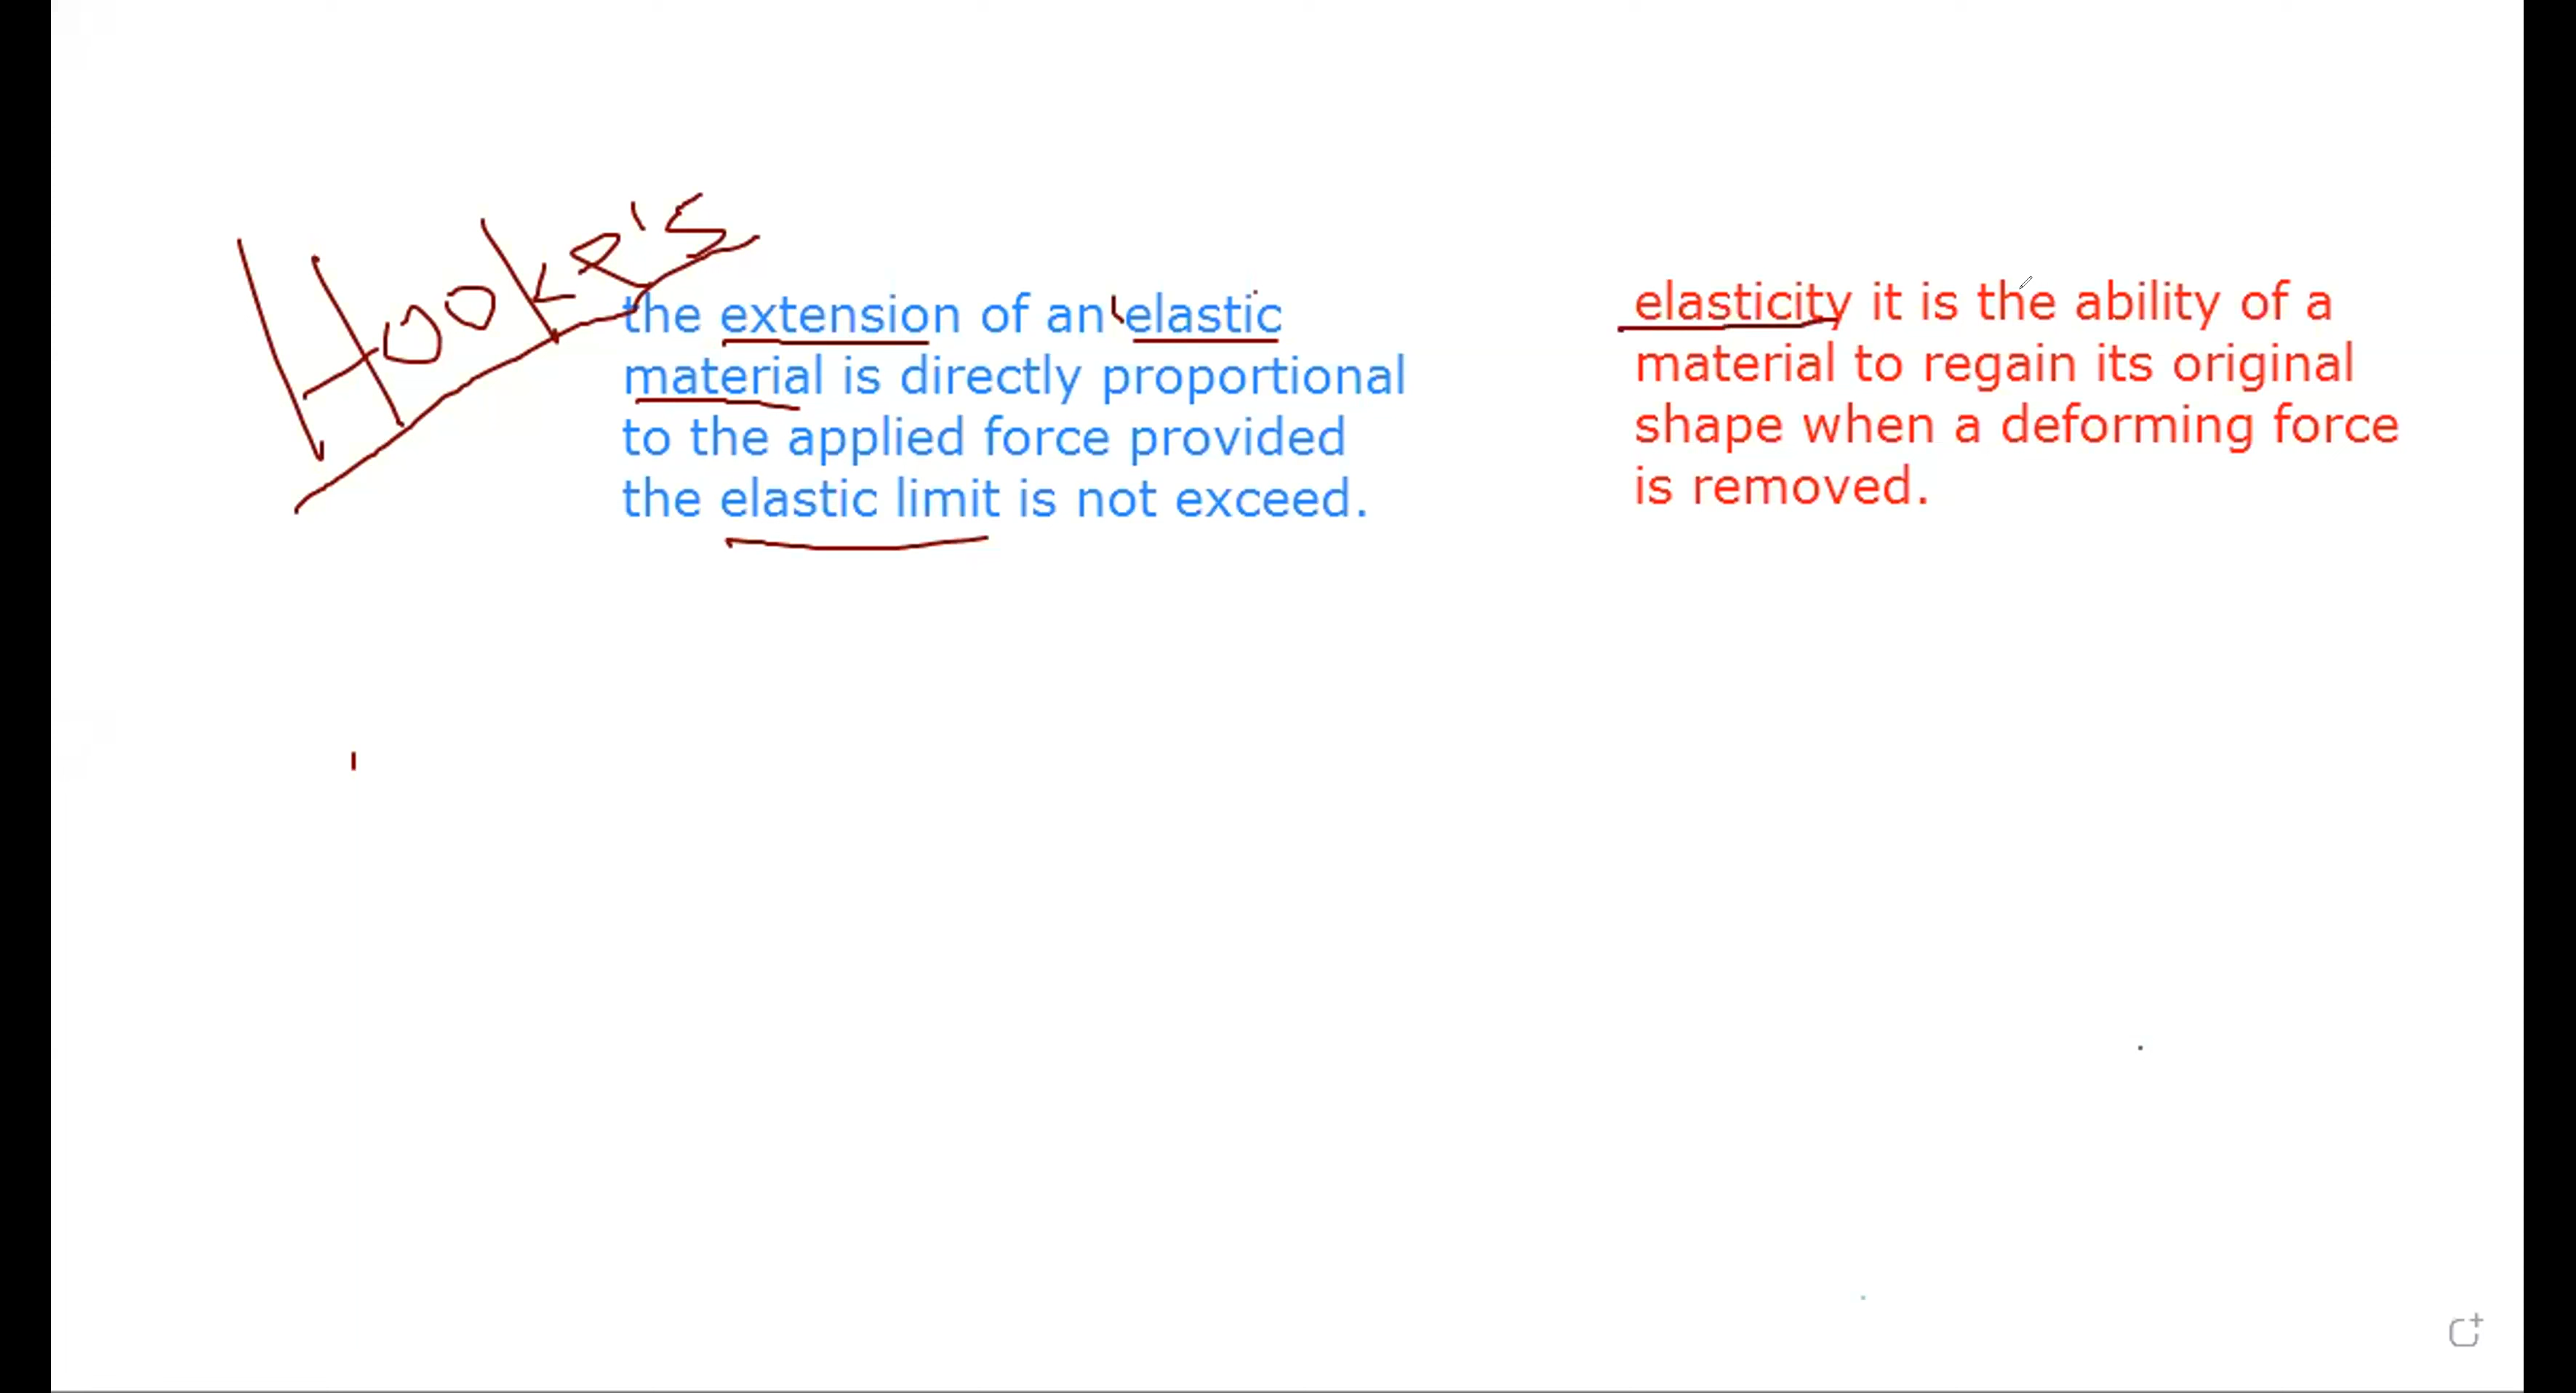 Hooke's
the extension of an elastic
material is directly proportional
to the applied force provided
the elastic limit is not exceed.
elasticity it is the ability of a
material to regain its original
shape when a deforming force
is removed.